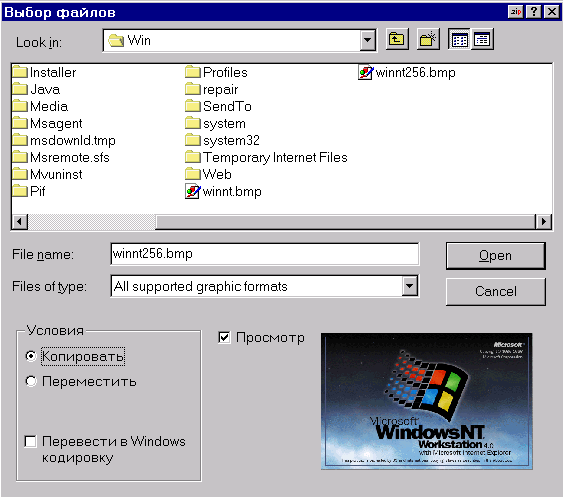 Выбор файлов
.zip ? ×
Look in: Win
Installer
Java
Media
Msagent
msdownld.tmp
Msremote.sfs
Mvuninst
Pif
Profiles
repair
SendTo
system
system32
Temporary Internet Files
Web
winnt.bmp
winnt256.bmp
File name: winnt256.bmp
Open
Files of type: All supported graphic formats
Cancel
Условия
Копировать
Переместить
Перевести в Windows
кодировку
Просмотр
Microsoft
Microsoft
WindowsNT
Workstation 4.0
with Microsoft Internet Explorer